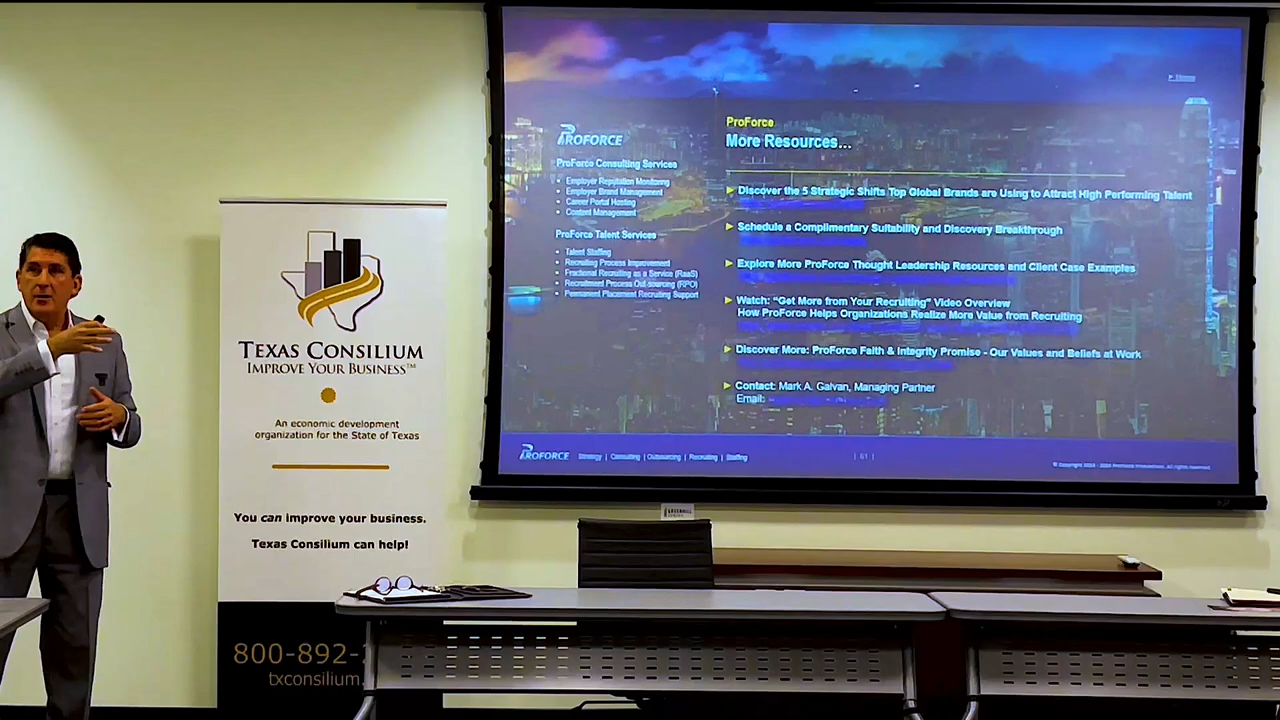 TEXAS CONSILIUM
IMPROVE YOUR BUSINESS™
An economic development
organization for the State of Texas
You can improve your business.
Texas Consilium can help!
800-892-
txconsilium.
Home
PROFORCE
ProForce Consulting Services
• Employer Reputation Monitoring
• Employer Brand Management
• Career Portal Hosting
• Content Management
ProForce Talent Services
• Talent Staffing
• Recruiting Process Improvement
• Fractional Recruiting as a Service (RaaS)
• Recruitment Process Out-sourcing (RPO)
• Permanent Placement Recruiting Support
ProForce
More Resources...
Discover the 5 Strategic Shifts Top Global Brands are Using to Attract High Performing Talent
Schedule a Complimentary Suitability and Discovery Breakthrough
Explore More ProForce Thought Leadership Resources and Client Case Examples
Watch: “Get More from Your Recruiting” Video Overview
How ProForce Helps Organizations Realize More Value from Recruiting
Discover More: ProForce Faith & Integrity Promise - Our Values and Beliefs at Work
Contact: Mark A. Galvan, Managing Partner
Email:
PROFORCE
Strategy | Consulting | Outsourcing | Recruiting | Staffing
| 61 |